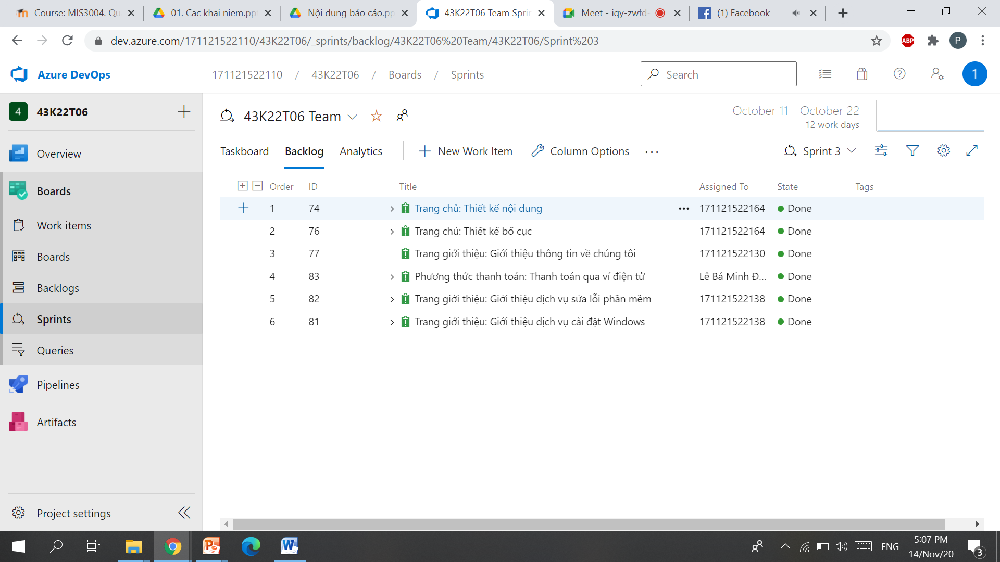 Course: MIS3004. Qu
01. Cac khai niem.pp
Nội dung báo cáo.pp
43K22T06 Team Sprin
Meet - iqy-zwfd-
(1) Facebook
dev.azure.com/171121522110/43K22T06/_sprints/backlog/43K22T06%20Team/43K22T06/Sprint%203
ABP
P
Azure DevOps
171121522110 / 43K22T06 / Boards / Sprints
Search
1
4 43K22T06
43K22T06 Team
October 11 - October 22
12 work days
Overview
Taskboard Backlog Analytics New Work Item Column Options Sprint 3
Boards
Work items
Boards
Backlogs
Sprints
Queries
Pipelines
Artifacts
Project settings
Order ID Title Assigned To State Tags
1 74 Trang chủ: Thiết kế nội dung 171121522164 Done
2 76 Trang chủ: Thiết kế bố cục 171121522164 Done
3 77 Trang giới thiệu: Giới thiệu thông tin về chúng tôi 171121522130 Done
4 83 Phương thức thanh toán: Thanh toán qua ví điện tử Lê Bá Minh Đ... Done
5 82 Trang giới thiệu: Giới thiệu dịch vụ sửa lỗi phần mềm 171121522138 Done
6 81 Trang giới thiệu: Giới thiệu dịch vụ cài đặt Windows 171121522138 Done
ENG
5:07 PM
14/Nov/20
3